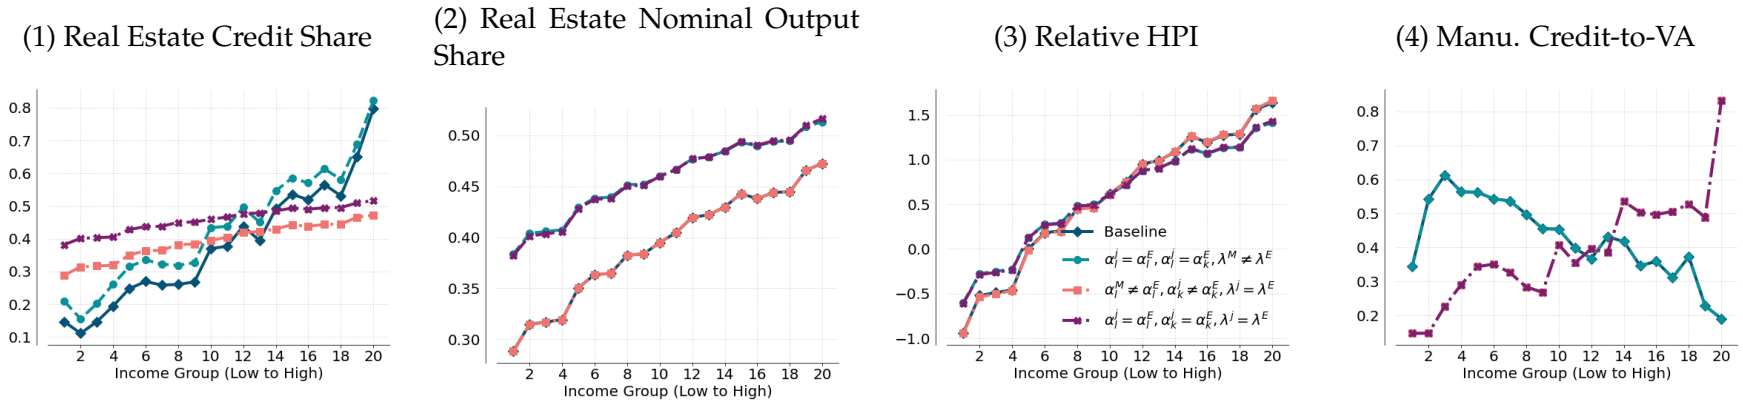 (1) Real Estate Credit Share
0.8
0.7
0.6
0.5
0.4
0.3
0.2
0.1
2 4 6 8 10 12 14 16 18 20
Income Group (Low to High)
(2) Real Estate Nominal Output
Share
0.50
0.45
0.40
0.35
0.30
2 4 6 8 10 12 14 16 18 20
Income Group (Low to High)
(3) Relative HPI
1.5
1.0
0.5
0.0
−0.5
−1.0
Baseline
α_l^j = α_l^E, α_l^j = α_k^E, λ^M ≠ λ^E
α_l^M ≠ α_l^E, α_k^j ≠ α_k^E, λ^j = λ^E
α_l^j = α_l^E, α_k^j = α_k^E, λ^j = λ^E
2 4 6 8 10 12 14 16 18 20
Income Group (Low to High)
(4) Manu. Credit-to-VA
0.8
0.7
0.6
0.5
0.4
0.3
0.2
2 4 6 8 10 12 14 16 18 20
Income Group (Low to High)